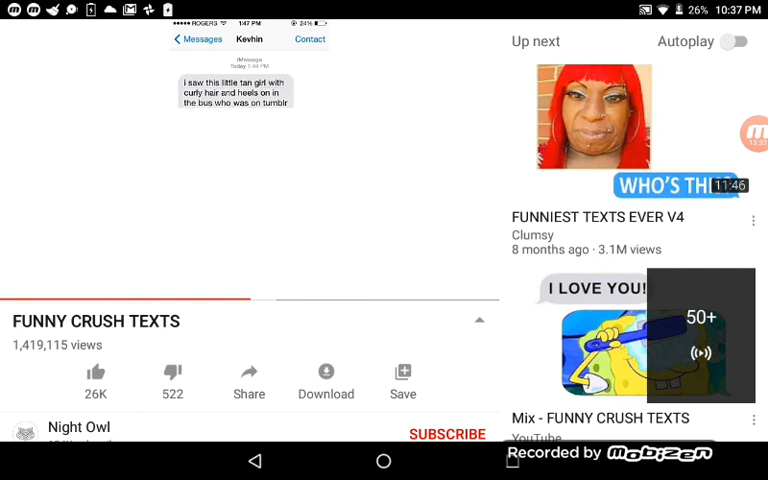 26% 10:37 PM
ROGERS 1:47 PM 24%
Messages Kevhin Contact
iMessage
Today 1:44 PM
i saw this little tan girl with
curly hair and heels on in
the bus who was on tumblr
FUNNY CRUSH TEXTS
1,419,115 views
26K 522 Share Download Save
Night Owl
SUBSCRIBE
Up next Autoplay
WHO'S TH 11:46
FUNNIEST TEXTS EVER V4
Clumsy
8 months ago · 3.1M views
I LOVE YOU!
50+
Mix - FUNNY CRUSH TEXTS
YouTube
Recorded by Mobizen